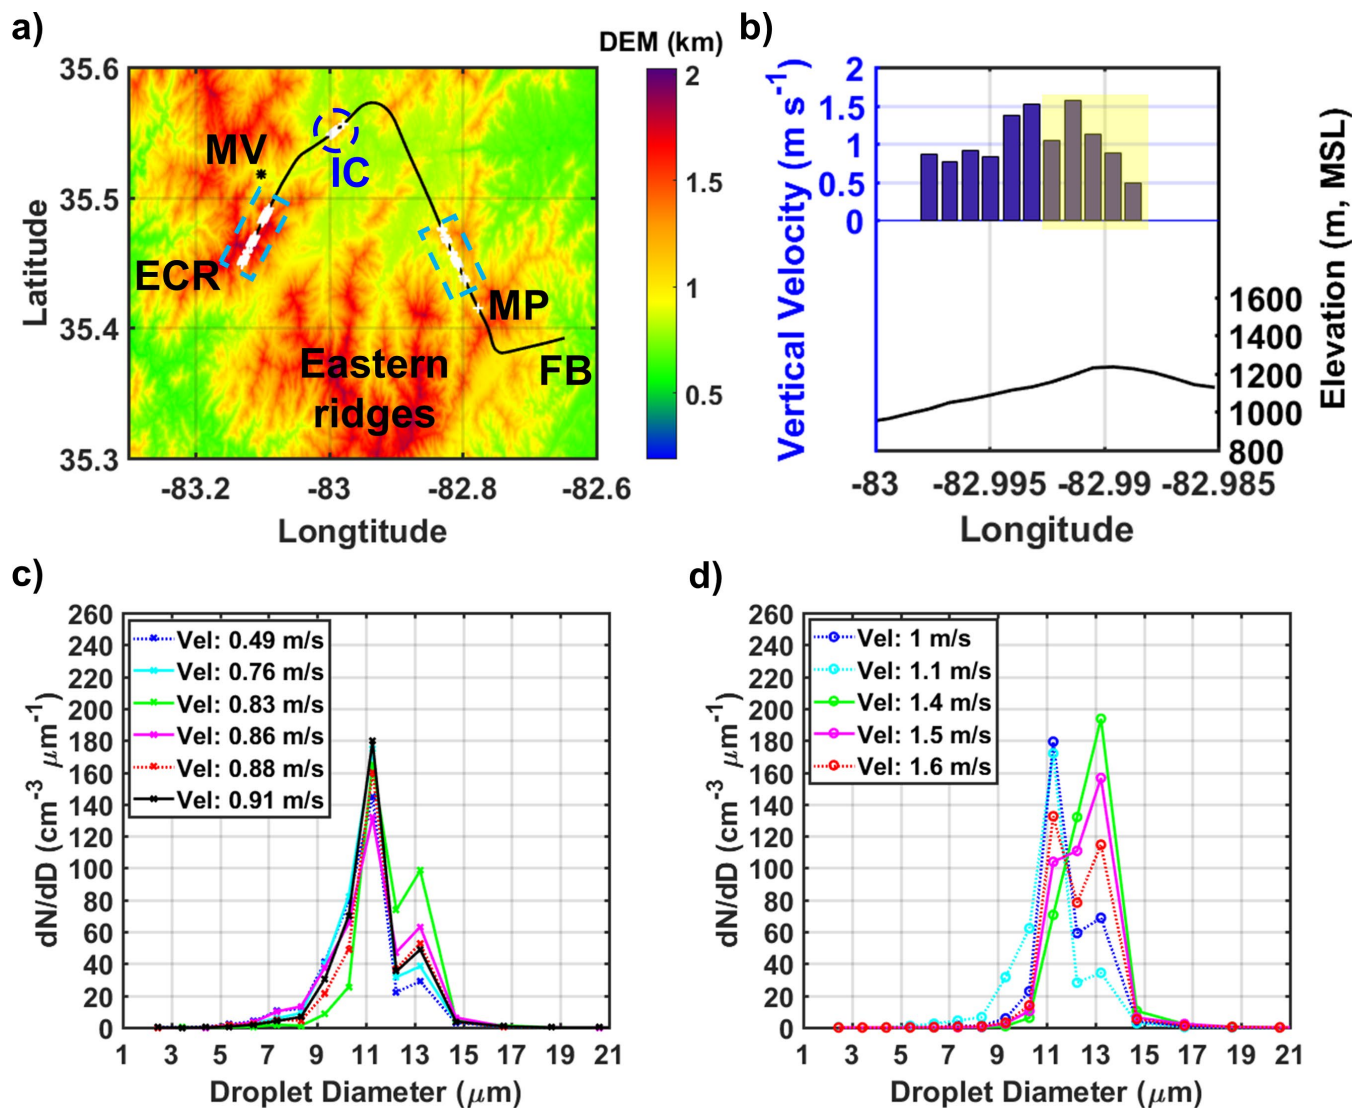 a)
DEM (km)
35.6
35.5
35.4
35.3
Latitude
-83.2
-83
-82.8
-82.6
Longtitude
MV
IC
ECR
MP
FB
Eastern
ridges
2
1.5
1
0.5
b)
2
1.5
1
0.5
0
Vertical Velocity (m s-1)
1600
1400
1200
1000
800
Elevation (m, MSL)
-83
-82.995
-82.99
-82.985
Longitude
c)
260
240
220
200
180
160
140
120
100
80
60
40
20
0
dN/dD (cm-3 μm-1)
Vel: 0.49 m/s
Vel: 0.76 m/s
Vel: 0.83 m/s
Vel: 0.86 m/s
Vel: 0.88 m/s
Vel: 0.91 m/s
1 3 5 7 9 11 13 15 17 19 21
Droplet Diameter (μm)
d)
260
240
220
200
180
160
140
120
100
80
60
40
20
0
dN/dD (cm-3 μm-1)
Vel: 1 m/s
Vel: 1.1 m/s
Vel: 1.4 m/s
Vel: 1.5 m/s
Vel: 1.6 m/s
1 3 5 7 9 11 13 15 17 19 21
Droplet Diameter (μm)